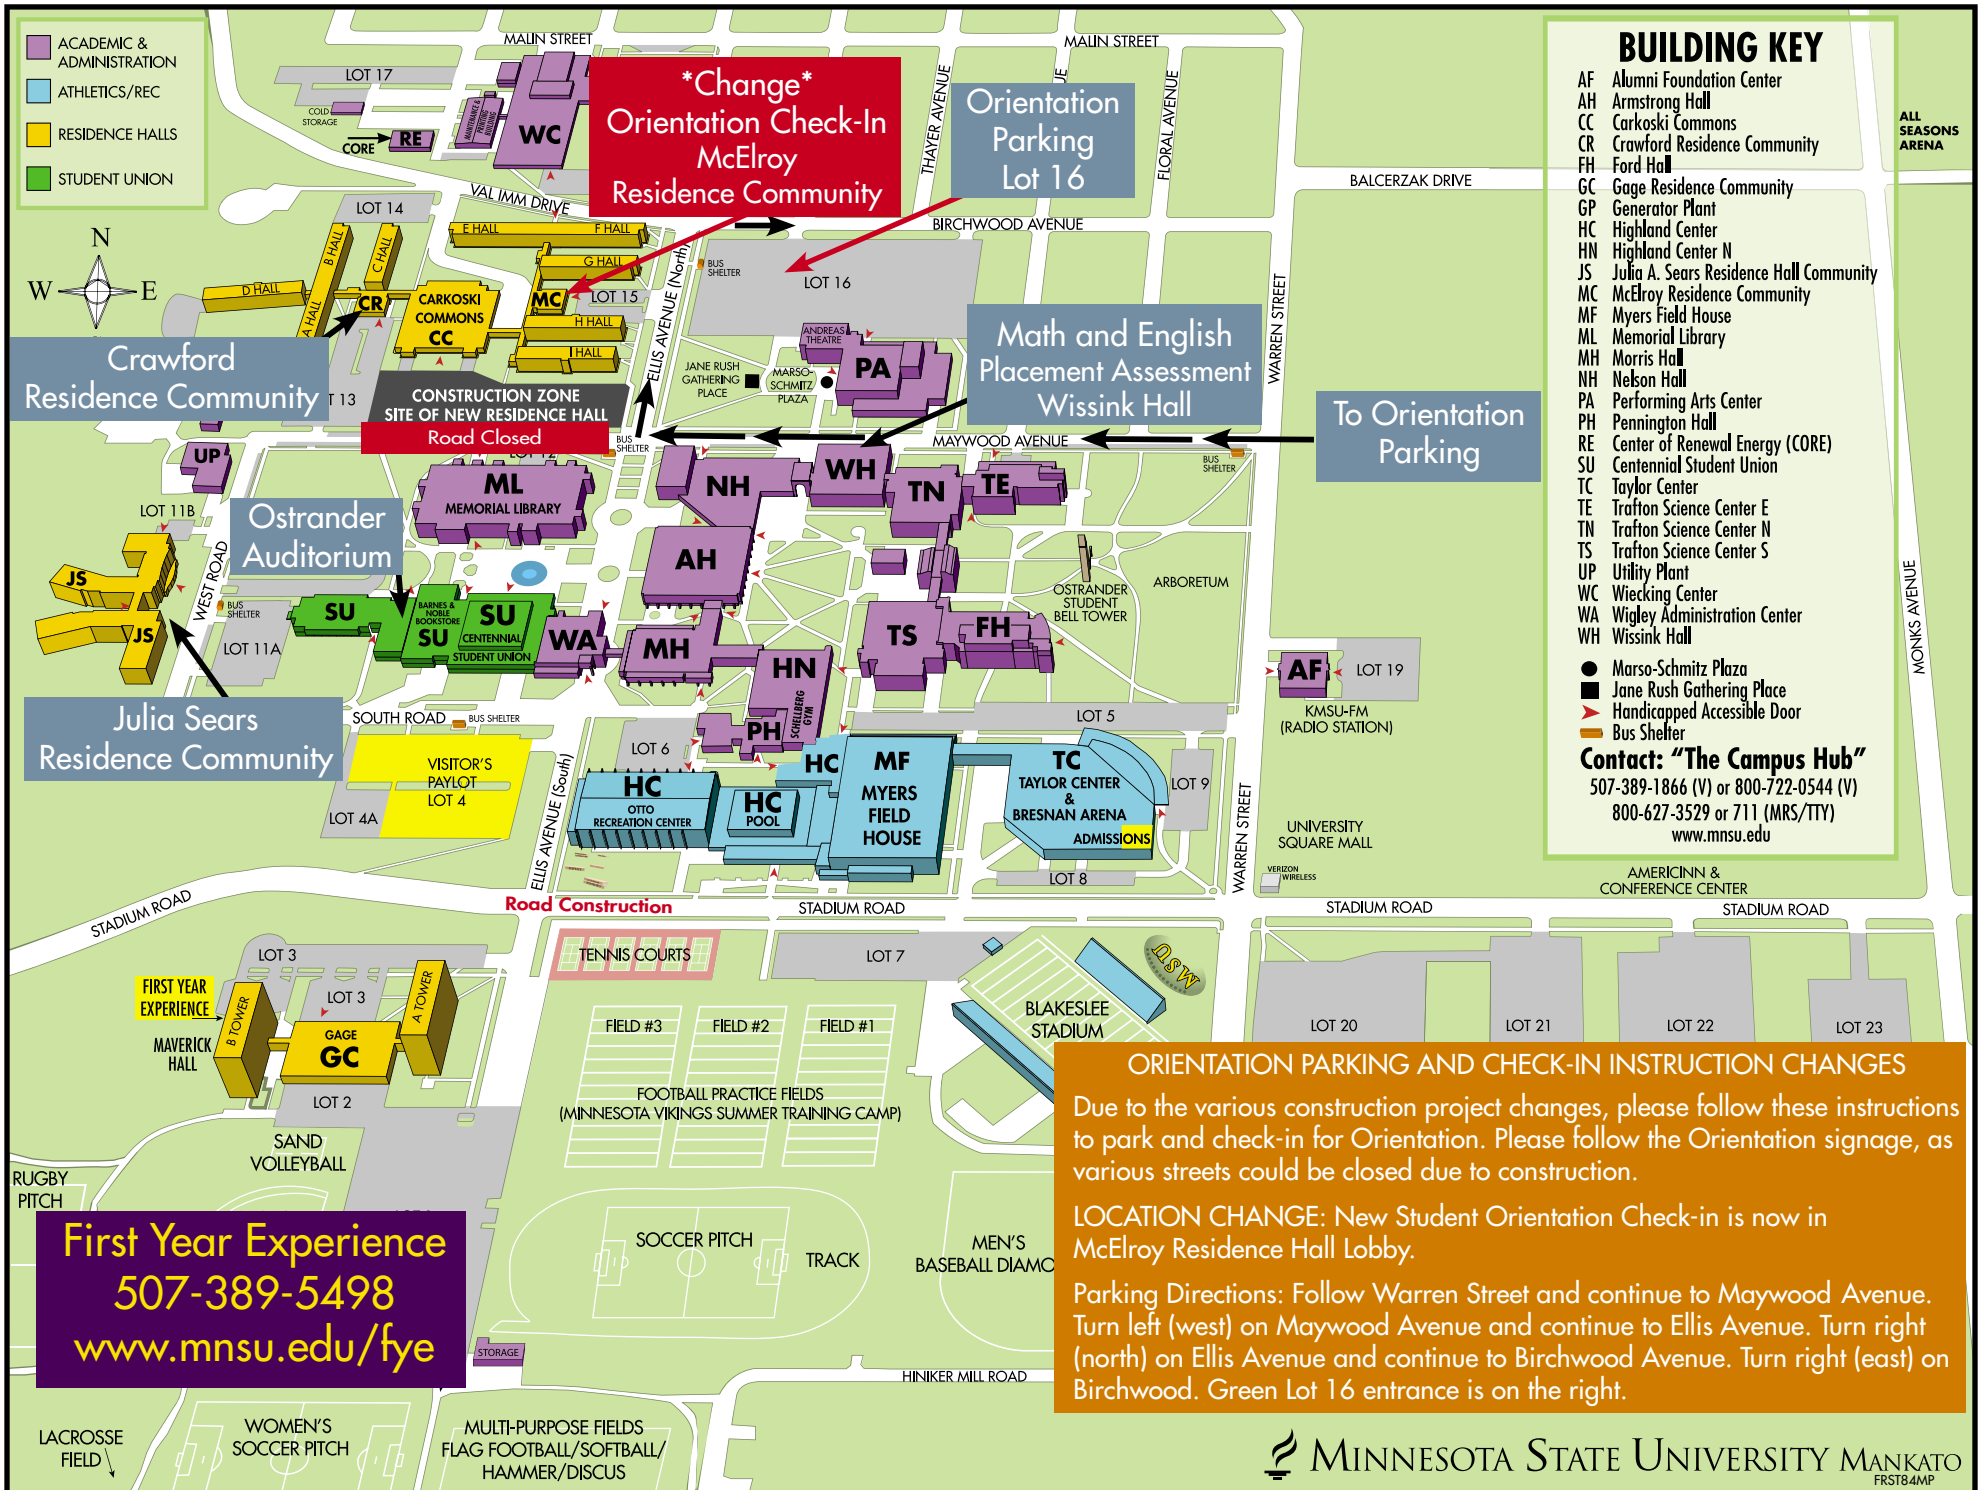 ACADEMIC &
ADMINISTRATION
ATHLETICS/REC
RESIDENCE HALLS
STUDENT UNION
N
W
E
MALIN STREET
MALIN STREET
LOT 17
COLD
STORAGE
CORE
RE
MAINTENANCE &
PRINTING
BUILDING
WC
*Change*
Orientation Check-In
McElroy
Residence Community
Orientation
Parking
Lot 16
THAYER AVENUE
FLORAL AVENUE
BALCERZAK DRIVE
ALL
SEASONS
ARENA
VAL IMM DRIVE
BIRCHWOOD AVENUE
LOT 14
B HALL
C HALL
D HALL
A HALL
CR
CARKOSKI
COMMONS
CC
E HALL
F HALL
G HALL
MC
LOT 15
H HALL
I HALL
ELLIS AVENUE (North)
BUS
SHELTER
LOT 16
WARREN STREET
Crawford
Residence Community
T 13
CONSTRUCTION ZONE
SITE OF NEW RESIDENCE HALL
Road Closed
LOT 12
BUS
SHELTER
JANE RUSH
GATHERING
PLACE
MARSO-
SCHMITZ
PLAZA
ANDREAS
THEATRE
PA
Math and English
Placement Assessment
Wissink Hall
To Orientation
Parking
MAYWOOD AVENUE
BUS
SHELTER
UP
ML
MEMORIAL LIBRARY
NH
WH
TN
TE
LOT 11B
Ostrander
Auditorium
AH
JS
JS
WEST ROAD
BUS
SHELTER
LOT 11A
SU
BARNES &
NOBLE
BOOKSTORE
SU
SU
CENTENNIAL
STUDENT UNION
WA
MH
HN
SCHELLBERG
GYM
PH
TS
FH
OSTRANDER
STUDENT
BELL TOWER
ARBORETUM
AF
LOT 19
KMSU-FM
(RADIO STATION)
MONKS AVENUE
Julia Sears
Residence Community
SOUTH ROAD
BUS SHELTER
VISITOR'S
PAYLOT
LOT 4
LOT 4A
ELLIS AVENUE (South)
LOT 6
LOT 5
HC
OTTO
RECREATION CENTER
HC
POOL
HC
MF
MYERS
FIELD
HOUSE
TC
TAYLOR CENTER
&
BRESNAN ARENA
ADMISSIONS
LOT 9
LOT 8
WARREN STREET
UNIVERSITY
SQUARE MALL
VERIZON
WIRELESS
AMERICINN &
CONFERENCE CENTER
BUILDING KEY
AF Alumni Foundation Center
AH Armstrong Hall
CC Carkoski Commons
CR Crawford Residence Community
FH Ford Hall
GC Gage Residence Community
GP Generator Plant
HC Highland Center
HN Highland Center N
JS Julia A. Sears Residence Hall Community
MC McElroy Residence Community
MF Myers Field House
ML Memorial Library
MH Morris Hall
NH Nelson Hall
PA Performing Arts Center
PH Pennington Hall
RE Center of Renewal Energy (CORE)
SU Centennial Student Union
TC Taylor Center
TE Trafton Science Center E
TN Trafton Science Center N
TS Trafton Science Center S
UP Utility Plant
WC Wiecking Center
WA Wigley Administration Center
WH Wissink Hall
Marso-Schmitz Plaza
Jane Rush Gathering Place
Handicapped Accessible Door
Bus Shelter
Contact: "The Campus Hub"
507-389-1866 (V) or 800-722-0544 (V)
800-627-3529 or 711 (MRS/TTY)
www.mnsu.edu
STADIUM ROAD
Road Construction
STADIUM ROAD
STADIUM ROAD
STADIUM ROAD
LOT 3
FIRST YEAR
EXPERIENCE
MAVERICK
HALL
B TOWER
LOT 3
GAGE
GC
A TOWER
LOT 2
TENNIS COURTS
LOT 7
MSU
BLAKESLEE
STADIUM
LOT 20
LOT 21
LOT 22
LOT 23
FIELD #3
FIELD #2
FIELD #1
FOOTBALL PRACTICE FIELDS
(MINNESOTA VIKINGS SUMMER TRAINING CAMP)
SAND
VOLLEYBALL
RUGBY
PITCH
SOCCER PITCH
TRACK
MEN'S
BASEBALL DIAMO
First Year Experience
507-389-5498
www.mnsu.edu/fye
STORAGE
HINIKER MILL ROAD
LACROSSE
FIELD
WOMEN'S
SOCCER PITCH
MULTI-PURPOSE FIELDS
FLAG FOOTBALL/SOFTBALL/
HAMMER/DISCUS
ORIENTATION PARKING AND CHECK-IN INSTRUCTION CHANGES
Due to the various construction project changes, please follow these instructions
to park and check-in for Orientation. Please follow the Orientation signage, as
various streets could be closed due to construction.
LOCATION CHANGE: New Student Orientation Check-in is now in
McElroy Residence Hall Lobby.
Parking Directions: Follow Warren Street and continue to Maywood Avenue.
Turn left (west) on Maywood Avenue and continue to Ellis Avenue. Turn right
(north) on Ellis Avenue and continue to Birchwood Avenue. Turn right (east) on
Birchwood. Green Lot 16 entrance is on the right.
MINNESOTA STATE UNIVERSITY MANKATO
FRST84MP